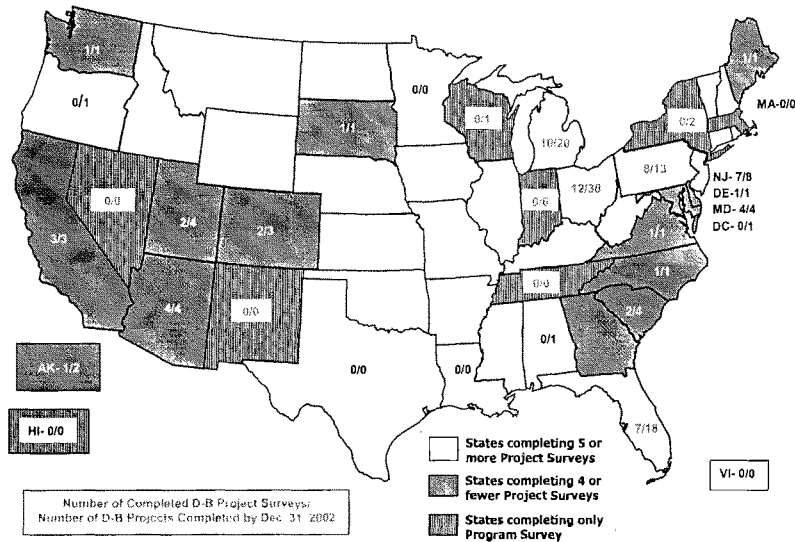 1/1
0/1
0/0
0/1
10/20
0/2
1/1
MA-0/0
1/1
8/13
NJ- 7/8
DE-1/1
MD- 4/4
DC- 0/1
0/0
2/4
2/3
0/6
12/38
1/1
3/3
4/4
0/0
0/0
1/1
2/4
0/1
0/0
0/0
7/18
AK- 1/2
HI- 0/0
VI- 0/0
States completing 5 or
more Project Surveys
States completing 4 or
fewer Project Surveys
States completing only
Program Survey
Number of Completed D-B Project Surveys/
Number of D-B Projects Completed by Dec. 31, 2002